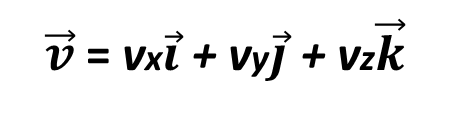 v⃗ = vxi⃗ + vyj⃗ + vzk⃗